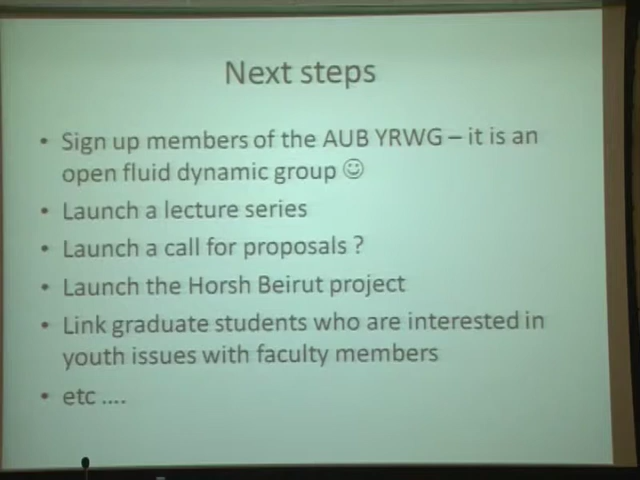 Next steps
• Sign up members of the AUB YRWG – it is an
open fluid dynamic group ☺
• Launch a lecture series
• Launch a call for proposals ?
• Launch the Horsh Beirut project
• Link graduate students who are interested in
youth issues with faculty members
• etc ....